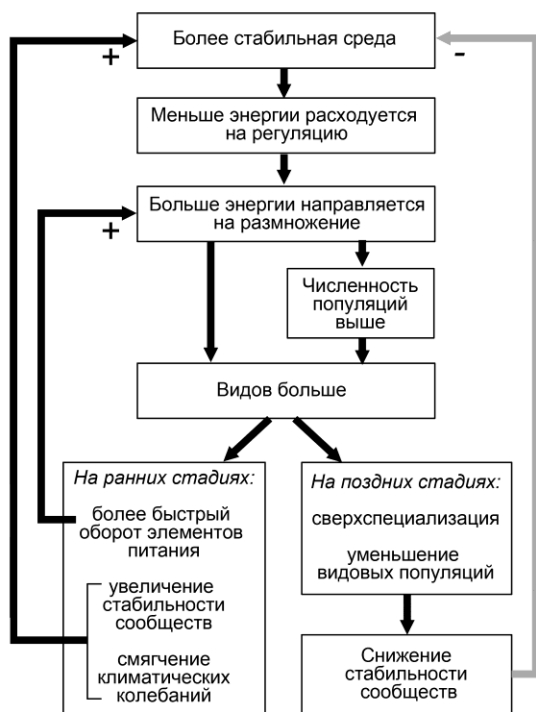 Более стабильная среда
+
-
Меньше энергии расходуется
на регуляцию
Больше энергии направляется
на размножение
+
Численность
популяций
выше
Видов больше
На ранних стадиях:
более быстрый
оборот элементов
питания
увеличение
стабильности
сообществ
смягчение
климатических
колебаний
На поздних стадиях:
сверхспециализация
уменьшение
видовых популяций
Снижение
стабильности
сообществ